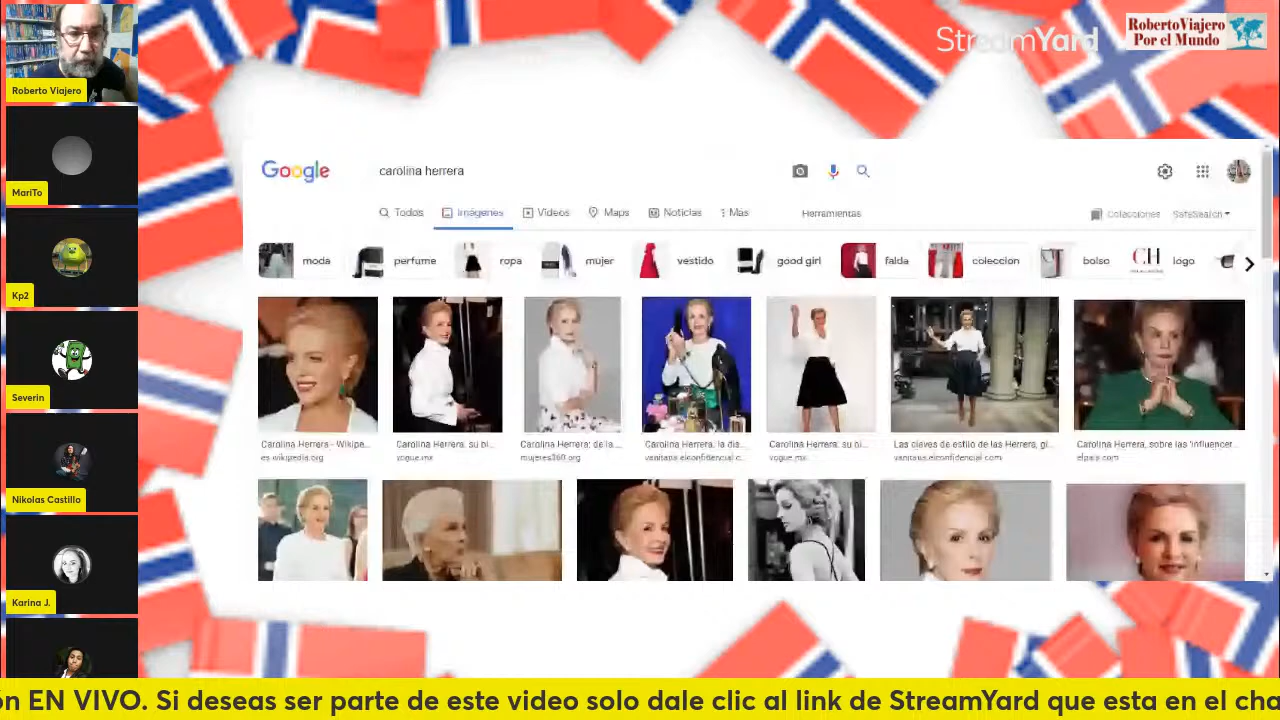 StreamYard
RobertoViajero
Por el Mundo
Roberto Viajero
MariTo
Kp2
Severin
Nikolas Castillo
Karina J.
Google
carolina herrera
Todos
Imágenes
Videos
Maps
Noticias
Más
Herramientas
Colecciones
SafeSearch
moda
perfume
ropa
mujer
vestido
good girl
falda
coleccion
bolso
CH
logo
Carolina Herrera - Wikipe...
es.wikipedia.org
Carolina Herrera: su bi...
vogue.mx
Carolina Herrera: de la...
mujeres360.org
Carolina Herrera, la dis...
vanitatis.elconfidencial.c...
Carolina Herrera: su bi...
vogue.mx
Las claves de estilo de las Herrera, gi...
vanitatis.elconfidencial.com
Carolina Herrera, sobre las 'influencer...
elpais.com
ón EN VIVO. Si deseas ser parte de este video solo dale clic al link de StreamYard que esta en el cha